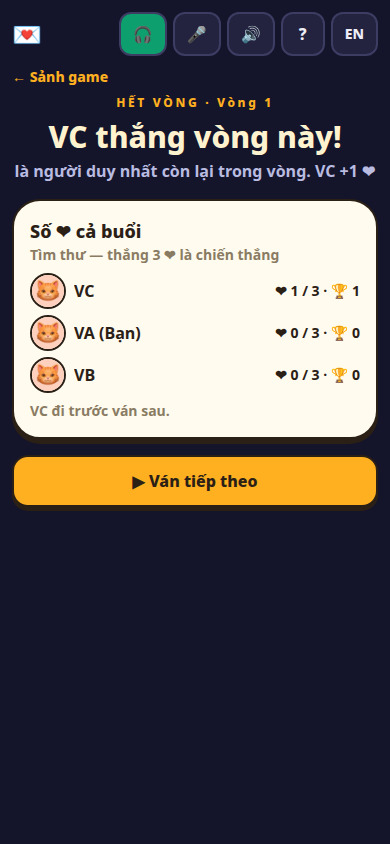 ?
EN
← Sảnh game
HẾT VÒNG · Vòng 1
VC thắng vòng này!
là người duy nhất còn lại trong vòng. VC +1 ❤
Số ❤ cả buổi
Tìm thư — thắng 3 ❤ là chiến thắng
VC ❤ 1 / 3 · 🏆 1
VA (Bạn) ❤ 0 / 3 · 🏆 0
VB ❤ 0 / 3 · 🏆 0
VC đi trước ván sau.
▶ Ván tiếp theo